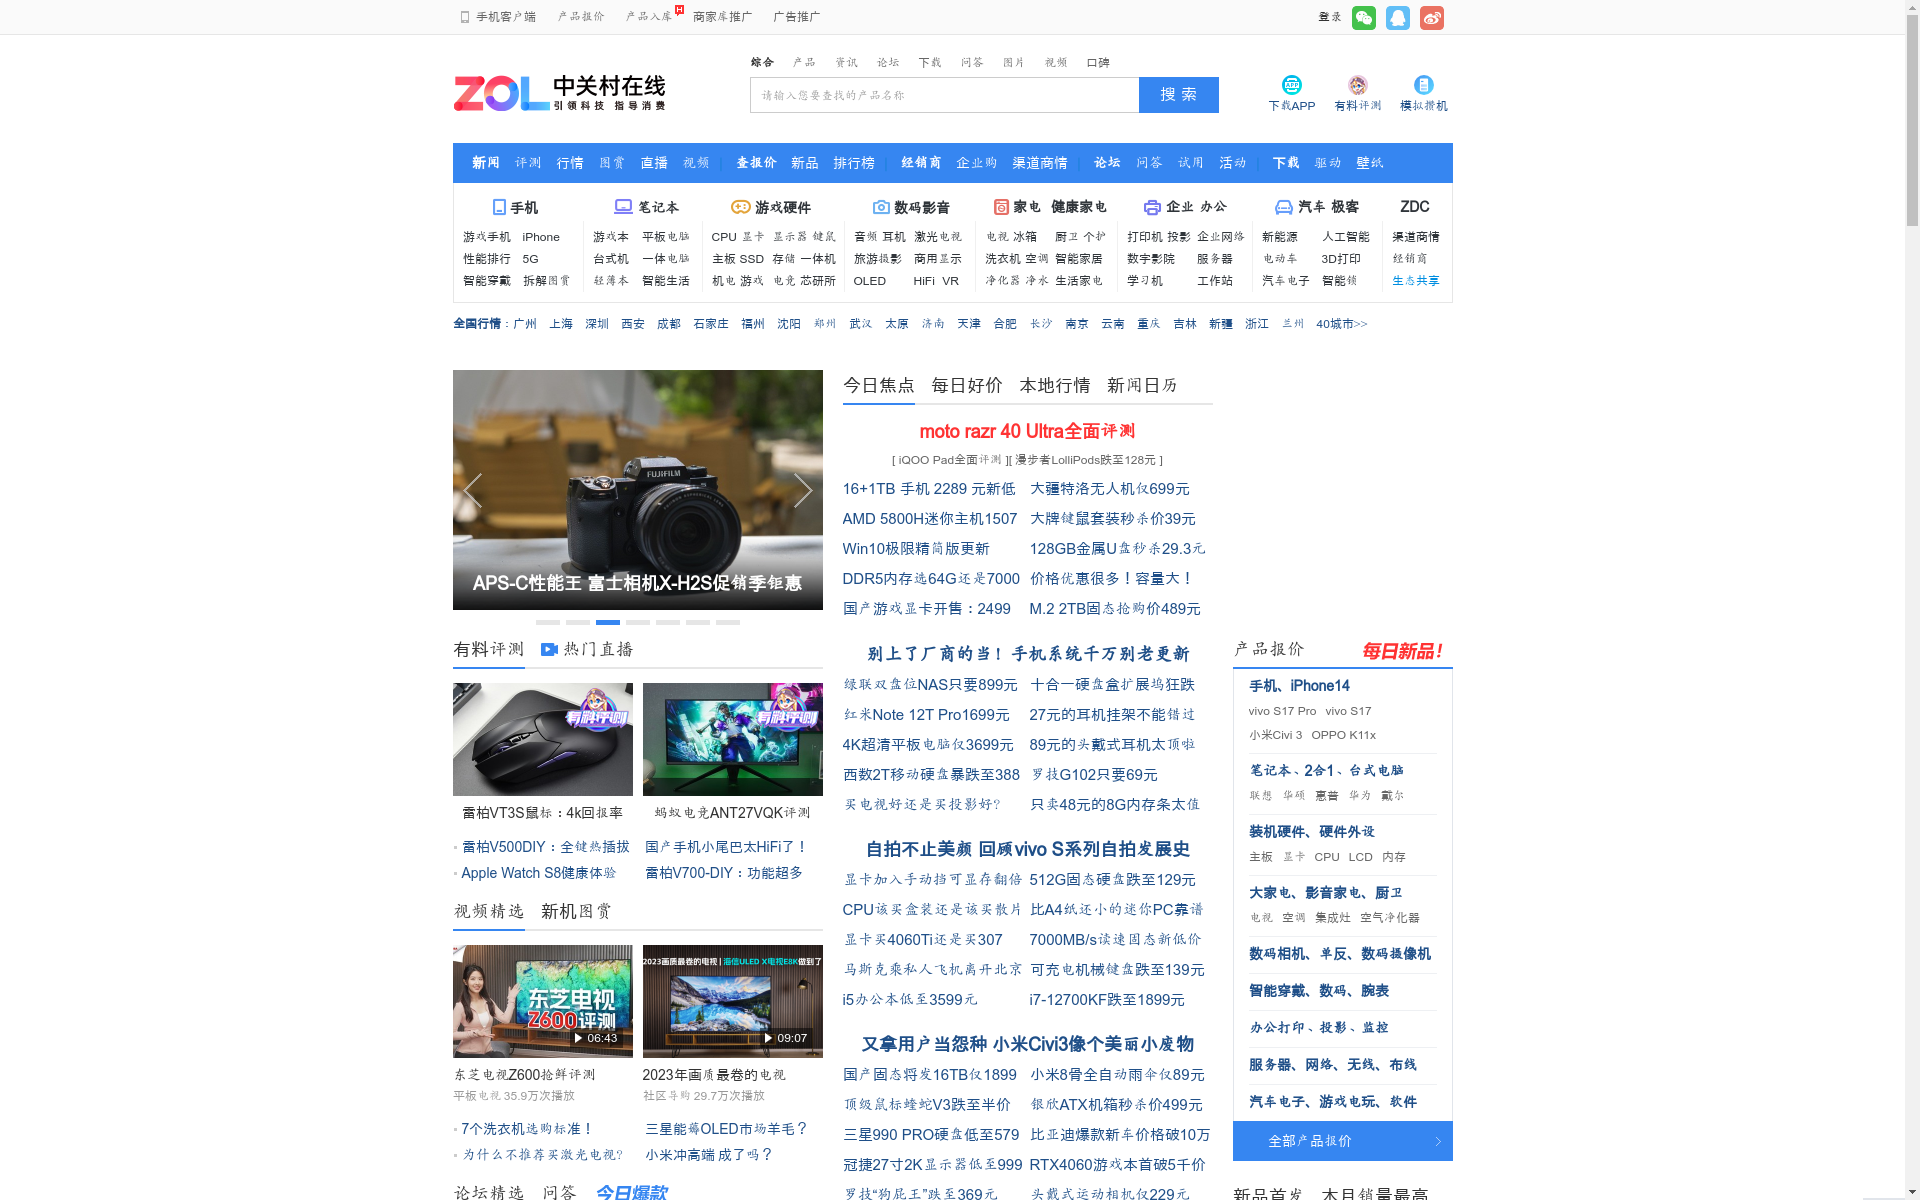 手机客户端 产品报价 产品入库 H 商家库推广 广告推广 登录
综合 产品 资讯 论坛 下载 问答 图片 视频 口碑
ZOL 中关村在线
引领科技 指导消费
请输入您要查找的产品名称 搜 索
下载APP 有料评测 模拟攒机
新闻 评测 行情 图赏 直播 视频 查报价 新品 排行榜 经销商 企业购 渠道商情 论坛 问答 试用 活动 下载 驱动 壁纸
手机 笔记本 游戏硬件 数码影音 家电 健康家电 企业 办公 汽车 极客 ZDC
游戏手机 iPhone 游戏本 平板电脑 CPU 显卡 显示器 键鼠 音频 耳机 激光电视 电视 冰箱 厨卫 个护 打印机 投影 企业网络 新能源 人工智能 渠道商情
性能排行 5G 台式机 一体电脑 主板 SSD 存储 一体机 旅游摄影 商用显示 洗衣机 空调 智能家居 数字影院 服务器 电动车 3D打印 经销商
智能穿戴 拆解图赏 轻薄本 智能生活 机电 游戏 电竞 芯研所 OLED HiFi VR 净化器 净水 生活家电 学习机 工作站 汽车电子 智能锁 生态共享
全国行情：广州 上海 深圳 西安 成都 石家庄 福州 沈阳 郑州 武汉 太原 济南 天津 合肥 长沙 南京 云南 重庆 吉林 新疆 浙江 兰州 40城市>>
FUJIFILM
APS-C性能王 富士相机X-H2S促销季钜惠
今日焦点 每日好价 本地行情 新闻日历
moto razr 40 Ultra全面评测
[ iQOO Pad全面评测 ][ 漫步者LolliPods跌至128元 ]
16+1TB 手机 2289 元新低 大疆特洛无人机仅699元
AMD 5800H迷你主机1507 大牌键鼠套装秒杀价39元
Win10极限精简版更新 128GB金属U盘秒杀29.3元
DDR5内存选64G还是7000 价格优惠很多！容量大！
国产游戏显卡开售：2499 M.2 2TB固态抢购价489元
别上了厂商的当！手机系统千万别老更新
绿联双盘位NAS只要899元 十合一硬盘盒扩展坞狂跌
红米Note 12T Pro1699元 27元的耳机挂架不能错过
4K超清平板电脑仅3699元 89元的头戴式耳机太顶啦
西数2T移动硬盘暴跌至388 罗技G102只要69元
买电视好还是买投影好? 只卖48元的8G内存条太值
自拍不止美颜 回顾vivo S系列自拍发展史
显卡加入手动挡可显存翻倍 512G固态硬盘跌至129元
CPU该买盒装还是该买散片 比A4纸还小的迷你PC靠谱
显卡买4060Ti还是买307 7000MB/s读速固态新低价
马斯克乘私人飞机离开北京 可充电机械键盘跌至139元
i5办公本低至3599元 i7-12700KF跌至1899元
又拿用户当怨种 小米Civi3像个美丽小废物
国产固态将发16TB仅1899 小米8骨全自动雨伞仅89元
顶级鼠标蝰蛇V3跌至半价 银欣ATX机箱秒杀价499元
三星990 PRO硬盘低至579 比亚迪爆款新车价格破10万
冠捷27寸2K显示器低至999 RTX4060游戏本首破5千价
罗技“狗屁王”跌至369元 头戴式运动相机仅229元
有料评测 热门直播
有料评测 有料评测
雷柏VT3S鼠标：4k回报率 蚂蚁电竞ANT27VQK评测
雷柏V500DIY：全键热插拔 国产手机小尾巴太HiFi了！
Apple Watch S8健康体验 雷柏V700-DIY：功能超多
视频精选 新机图赏
东芝电视
Z600评测
06:43
2023画质最卷的电视 | 海信ULED X电视E8K做到了
09:07
东芝电视Z600抢鲜评测 2023年画质最卷的电视
平板电视 35.9万次播放 社区导购 29.7万次播放
7个洗衣机选购标准！ 三星能薅OLED市场羊毛？
为什么不推荐买激光电视? 小米冲高端 成了吗？
论坛精选 问答 今日爆款
产品报价 每日新品!
手机、iPhone14
vivo S17 Pro vivo S17
小米Civi 3 OPPO K11x
笔记本、2合1、台式电脑
联想 华硕 惠普 华为 戴尔
装机硬件、硬件外设
主板 显卡 CPU LCD 内存
大家电、影音家电、厨卫
电视 空调 集成灶 空气净化器
数码相机、单反、数码摄像机
智能穿戴、数码、腕表
办公打印、投影、监控
服务器、网络、无线、布线
汽车电子、游戏电玩、软件
全部产品报价
新品首发 本月销量最高